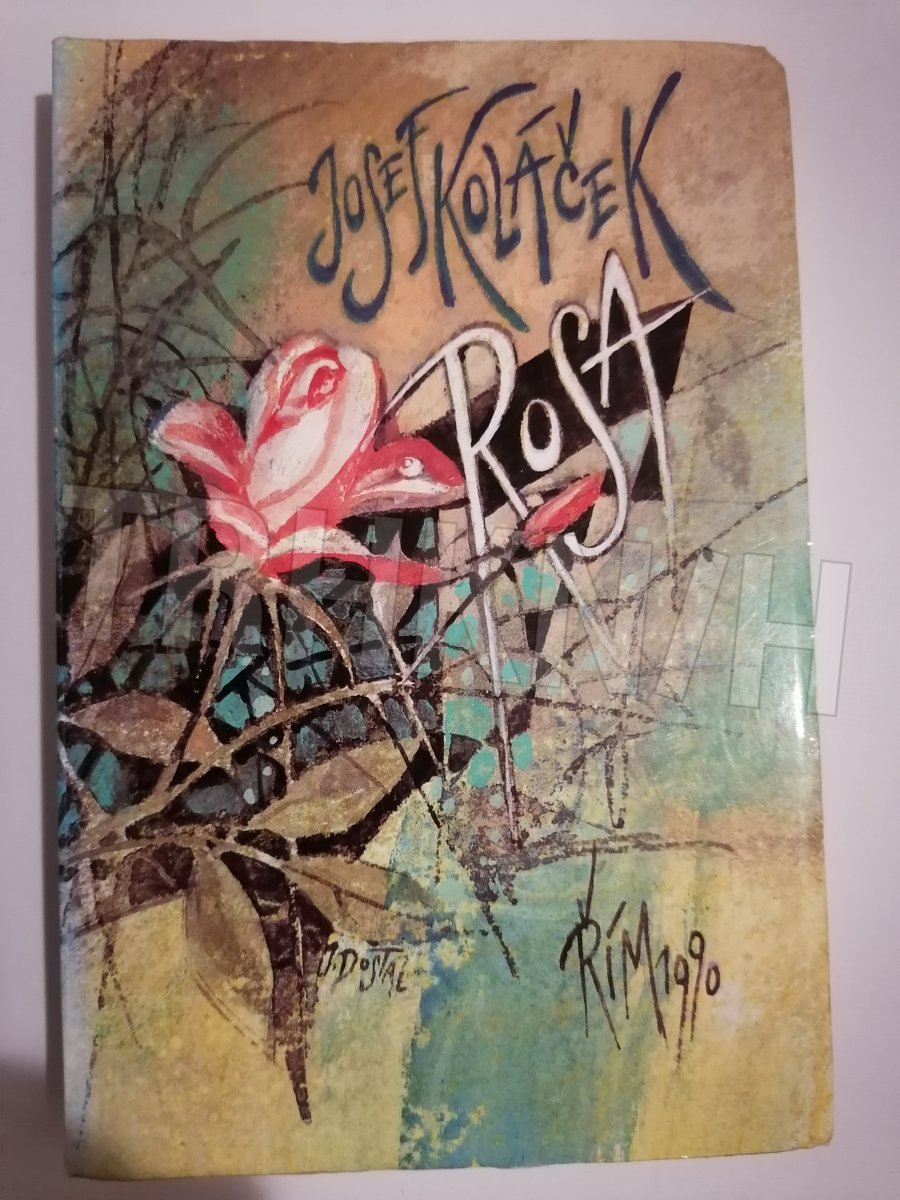 JOSEF KOLÁČEK
ROSA
J. DOSTÁL
ŘÍM 1990